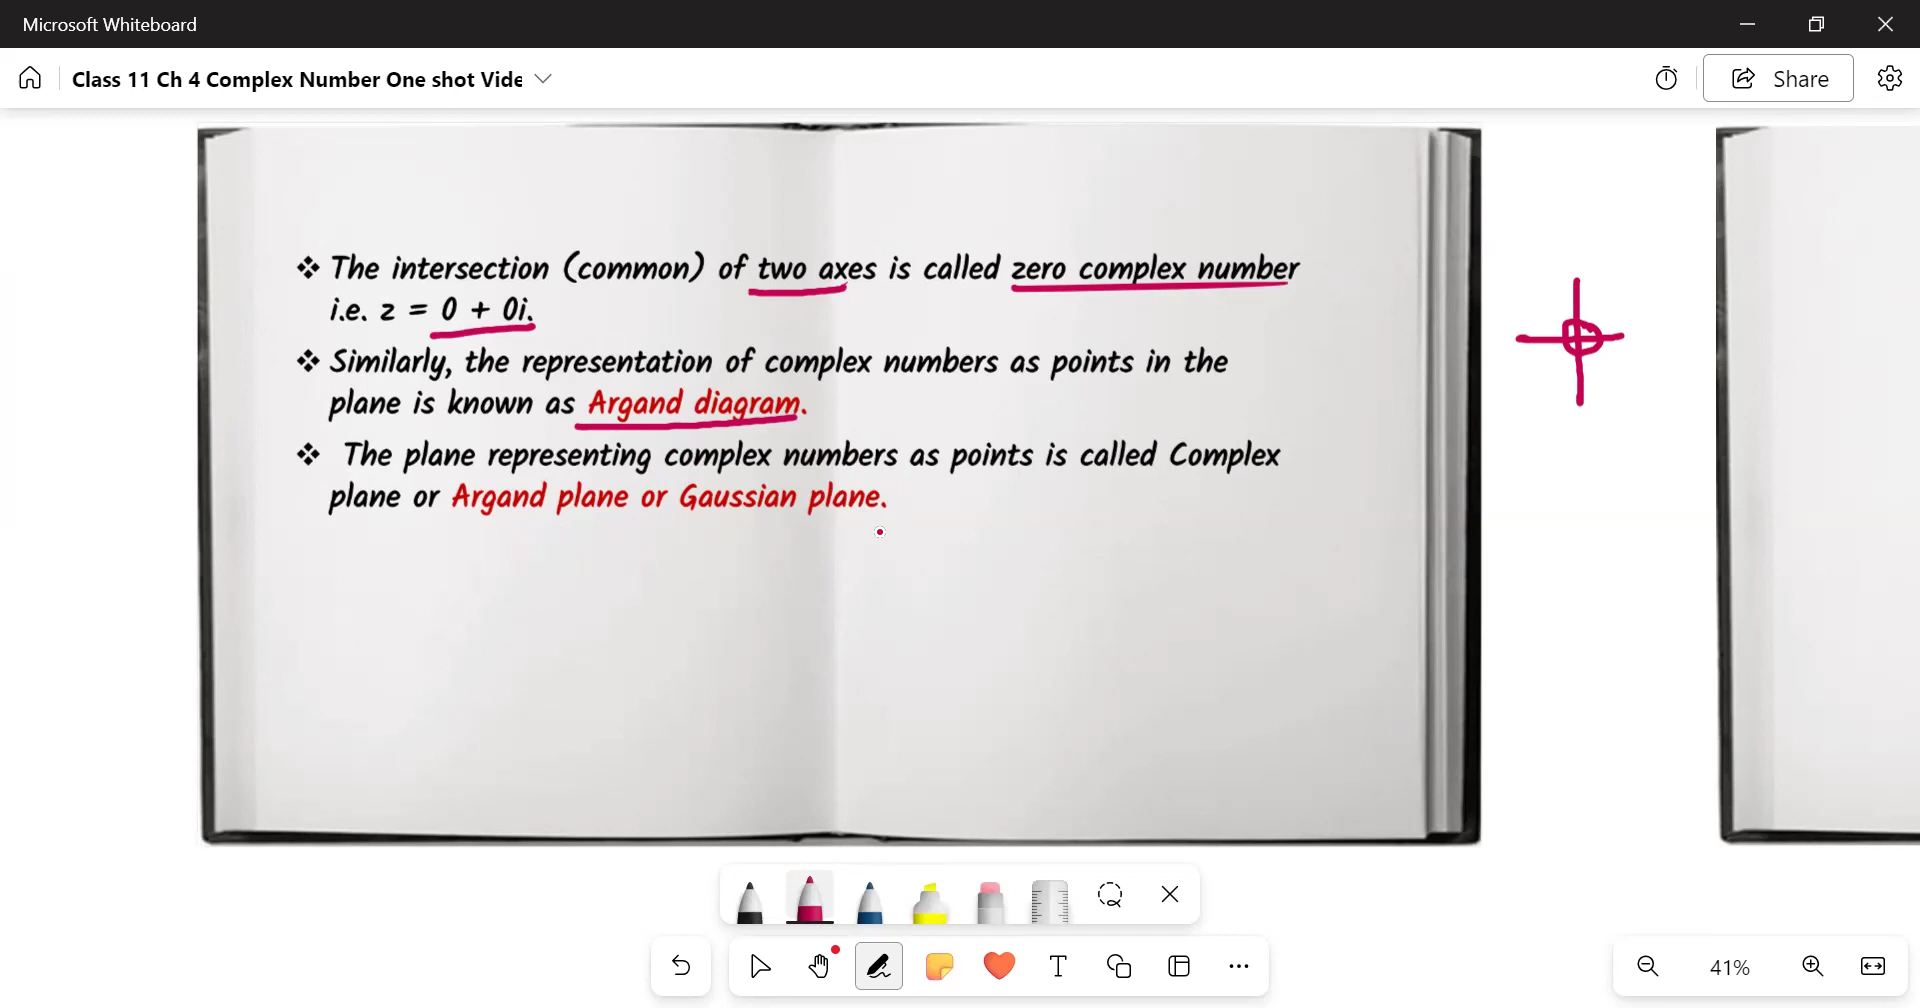 Microsoft Whiteboard
Class 11 Ch 4 Complex Number One shot Vide
Share
❖ The intersection (common) of two axes is called zero complex number
i.e. z = 0 + 0i.
❖ Similarly, the representation of complex numbers as points in the
plane is known as Argand diagram.
❖ The plane representing complex numbers as points is called Complex
plane or Argand plane or Gaussian plane.
41%